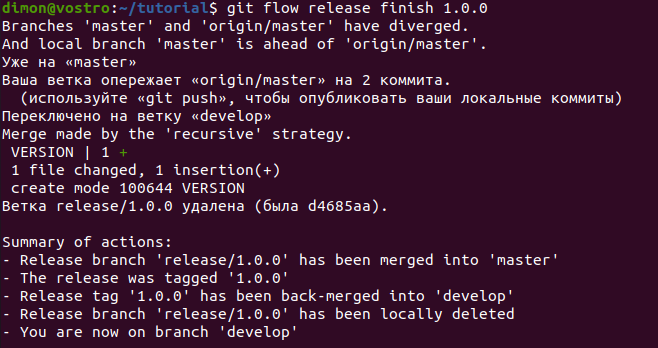 dimon@vostro:~/tutorial$ git flow release finish 1.0.0
Branches 'master' and 'origin/master' have diverged.
And local branch 'master' is ahead of 'origin/master'.
Уже на «master»
Ваша ветка опережает «origin/master» на 2 коммита.
  (используйте «git push», чтобы опубликовать ваши локальные коммиты)
Переключено на ветку «develop»
Merge made by the 'recursive' strategy.
 VERSION | 1 +
 1 file changed, 1 insertion(+)
 create mode 100644 VERSION
Ветка release/1.0.0 удалена (была d4685aa).

Summary of actions:
- Release branch 'release/1.0.0' has been merged into 'master'
- The release was tagged '1.0.0'
- Release tag '1.0.0' has been back-merged into 'develop'
- Release branch 'release/1.0.0' has been locally deleted
- You are now on branch 'develop'